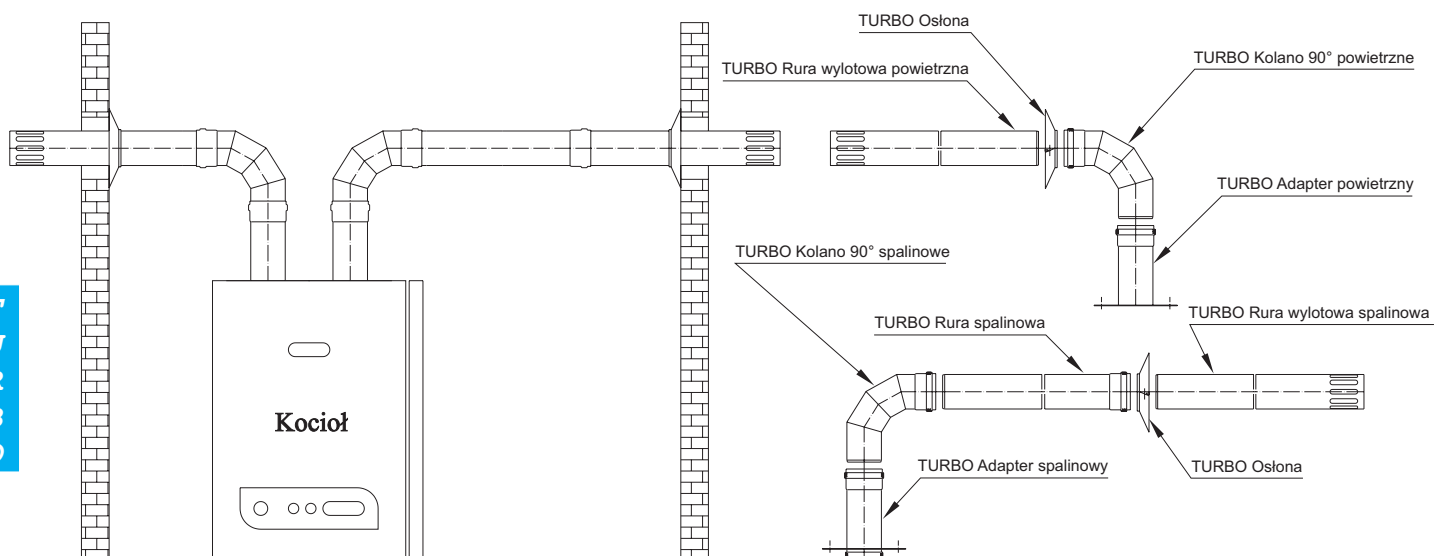 TURBO Osłona
TURBO Rura wylotowa powietrzna
TURBO Kolano 90° powietrzne
TURBO Adapter powietrzny
TURBO Kolano 90° spalinowe
TURBO Rura spalinowa
TURBO Rura wylotowa spalinowa
TURBO Adapter spalinowy
TURBO Osłona
Kocioł